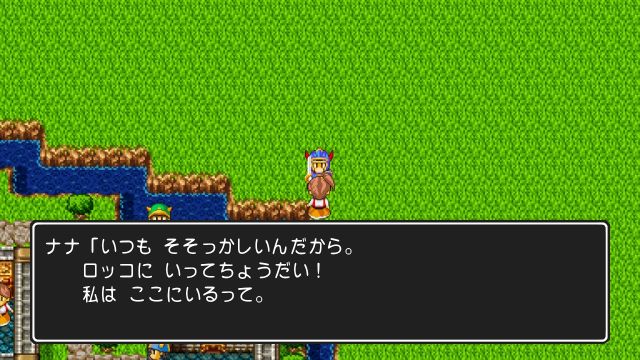 ナナ「いつも そそっかしいんだから。
ロッコに いってちょうだい！
私は ここにいるって。